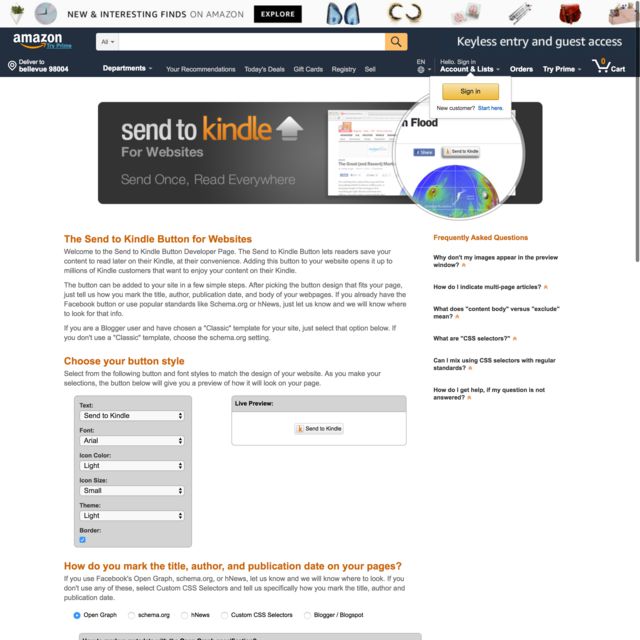 NEW & INTERESTING FINDS ON AMAZON EXPLORE
amazon
Try Prime
All
Keyless entry and guest access
Deliver to
bellevue 98004
Departments
Your Recommendations Today's Deals Gift Cards Registry Sell
EN
Hello. Sign in
Account & Lists
Orders Try Prime
0
Cart
Sign in
New customer? Start here.
send to kindle
For Websites
Send Once, Read Everywhere
n Flood
Share
Send to Kindle
The Send to Kindle Button for Websites
Welcome to the Send to Kindle Button Developer Page. The Send to Kindle Button lets readers save your
content to read later on their Kindle, at their convenience. Adding this button to your website opens it up to
millions of Kindle customers that want to enjoy your content on their Kindle.
The button can be added to your site in a few simple steps. After picking the button design that fits your page,
just tell us how you mark the title, author, publication date, and body of your webpages. If you already have the
Facebook button or use popular standards like Schema.org or hNews, just let us know and we will know where
to look for that info.
If you are a Blogger user and have chosen a "Classic" template for your site, just select that option below. If
you don't use a "Classic" template, choose the schema.org setting.
Choose your button style
Select from the following button and font styles to match the design of your website. As you make your
selections, the button below will give you a preview of how it will look on your page.
Text:
Send to Kindle
Font:
Arial
Icon Color:
Light
Icon Size:
Small
Theme:
Light
Border:
Live Preview:
Send to Kindle
How do you mark the title, author, and publication date on your pages?
If you use Facebook's Open Graph, schema.org, or hNews, let us know and we will know where to look. If you
don't use any of these, select Custom CSS Selectors and tell us specifically how you mark the title, author and
publication date.
Open Graph schema.org hNews Custom CSS Selectors Blogger / Blogspot
Frequently Asked Questions
Why don't my images appear in the preview
window?
How do I indicate multi-page articles?
What does "content body" versus "exclude"
mean?
What are "CSS selectors?"
Can I mix using CSS selectors with regular
standards?
How do I get help, if my question is not
answered?